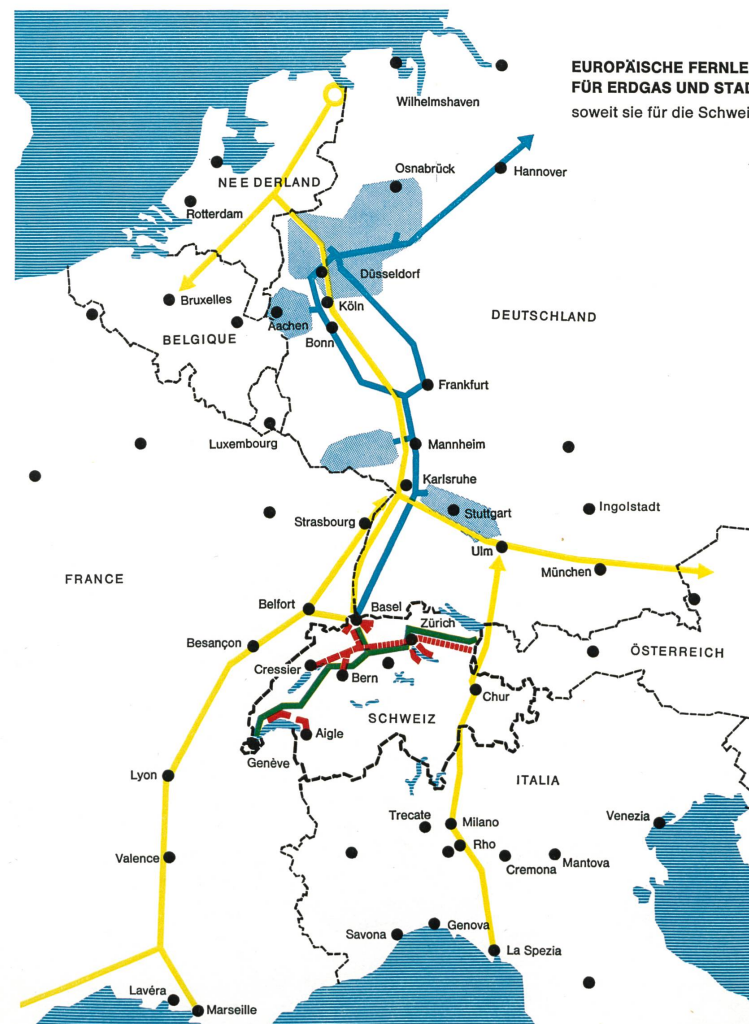 EUROPÄISCHE FERNLE
FÜR ERDGAS UND STAD
soweit sie für die Schwei
Wilhelmshaven
Osnabrück
Hannover
NEEDERLAND
Rotterdam
Düsseldorf
Bruxelles
Köln
Aachen
DEUTSCHLAND
BELGIQUE
Bonn
Frankfurt
Luxembourg
Mannheim
Karlsruhe
Stuttgart
Ingolstadt
Strasbourg
Ulm
München
FRANCE
Belfort
Basel
Zürich
Besançon
ÖSTERREICH
Cressier
Bern
Chur
SCHWEIZ
Aigle
Genève
Lyon
ITALIA
Trecate
Milano
Venezia
Rho
Valence
Cremona
Mantova
Savona
Genova
La Spezia
Lavéra
Marseille